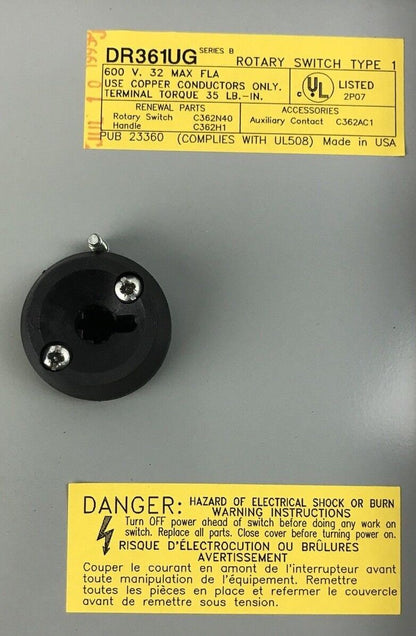 JUL 10 1995
DR361UG SERIES B ROTARY SWITCH TYPE 1
600 V. 32 MAX FLA
USE COPPER CONDUCTORS ONLY.
TERMINAL TORQUE 35 LB.-IN.
c UL LISTED
2P07
RENEWAL PARTS
Rotary Switch C362N40
Handle C362H1
ACCESSORIES
Auxiliary Contact C362AC1
PUB 23360 (COMPLIES WITH UL508) Made in USA
DANGER: HAZARD OF ELECTRICAL SHOCK OR BURN
WARNING INSTRUCTIONS
Turn OFF power ahead of switch before doing any work on
switch. Replace all parts. Close cover before turning power on.
RISQUE D'ÉLECTROCUTION OU BRÛLURES
AVERTISSEMENT
Couper le courant en amont de l'interrupteur avant
toute manipulation de l'équipement. Remettre
toutes les pièces en place et refermer le couvercle
avant de remettre sous tension.